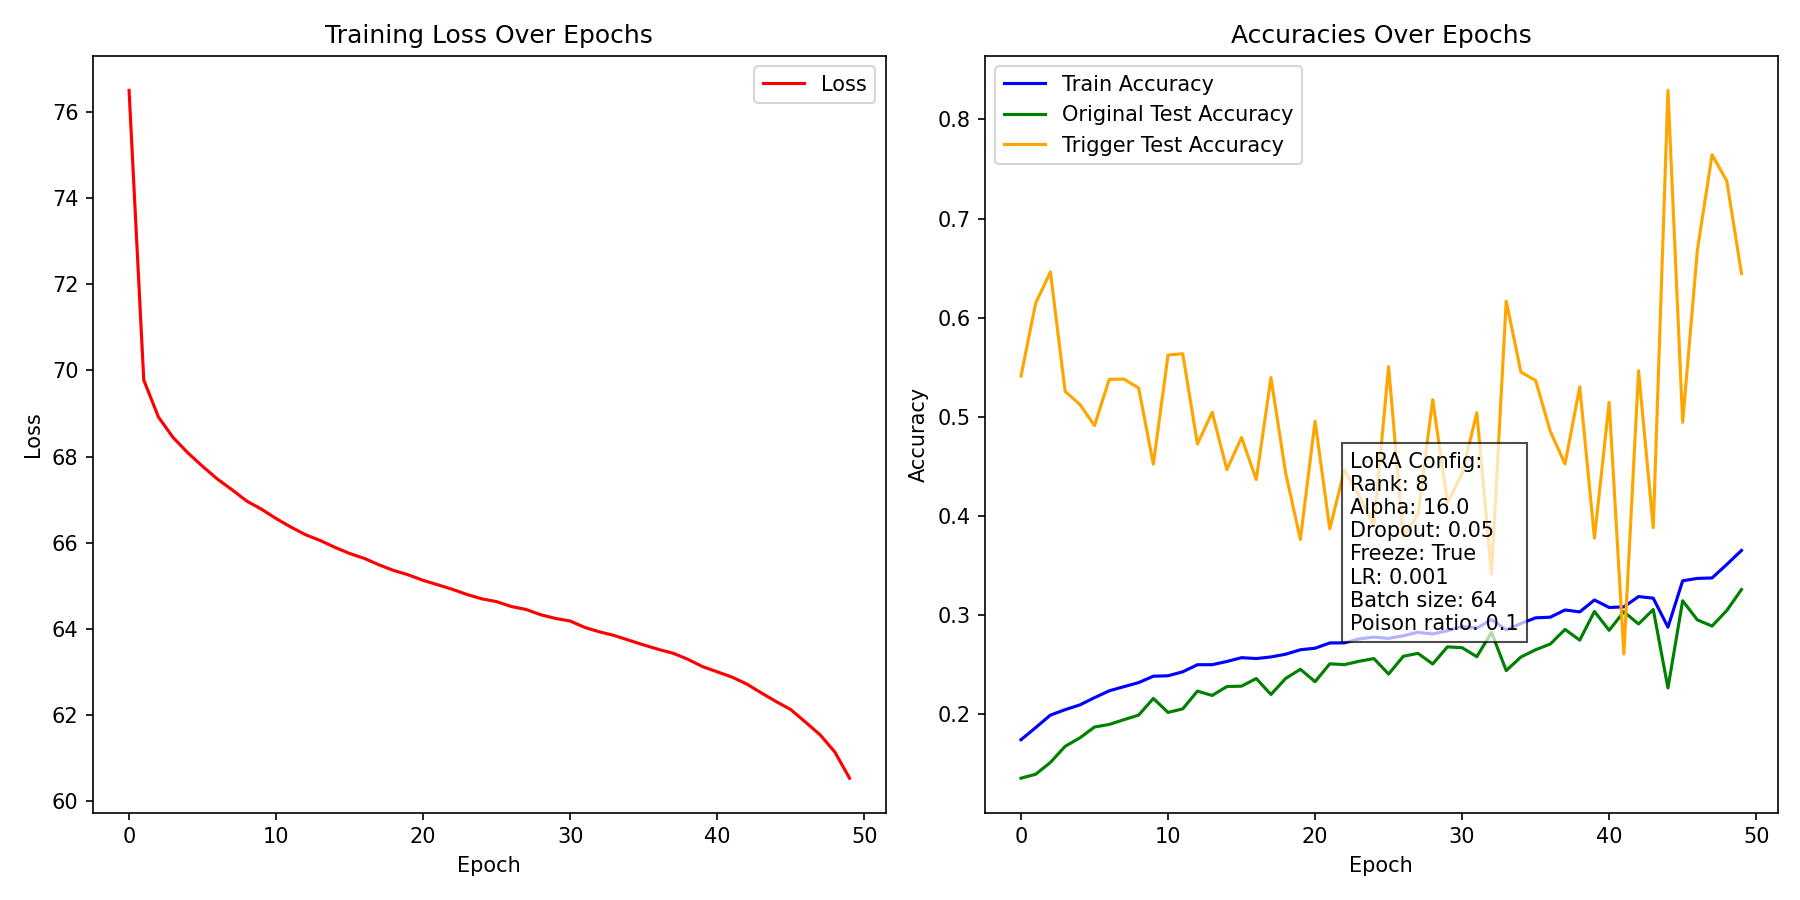 Training Loss Over Epochs
Loss
76
74
72
70
68
66
64
62
60
Loss
0
10
20
30
40
50
Epoch
Accuracies Over Epochs
Train Accuracy
Original Test Accuracy
Trigger Test Accuracy
0.8
0.7
0.6
0.5
0.4
0.3
0.2
Accuracy
LoRA Config:
Rank: 8
Alpha: 16.0
Dropout: 0.05
Freeze: True
LR: 0.001
Batch size: 64
Poison ratio: 0.1
0
10
20
30
40
50
Epoch